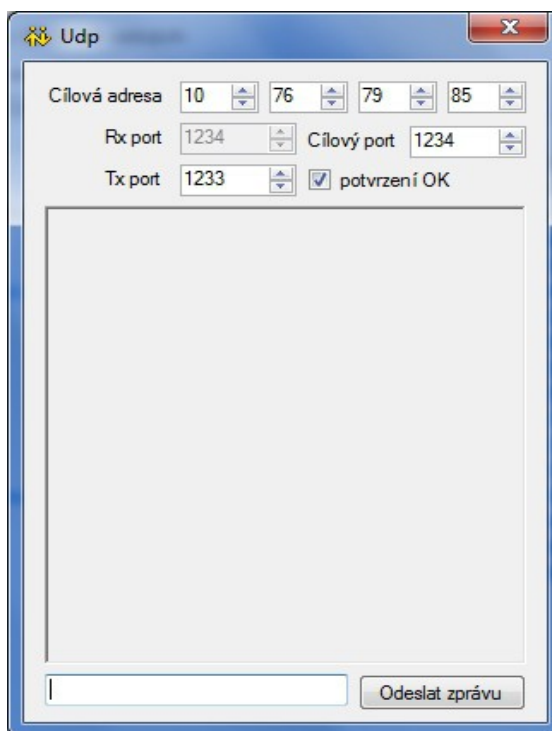 Udp
Cílová adresa 10 76 79 85
Rx port 1234 Cílový port 1234
Tx port 1233 potvrzení OK
Odeslat zprávu